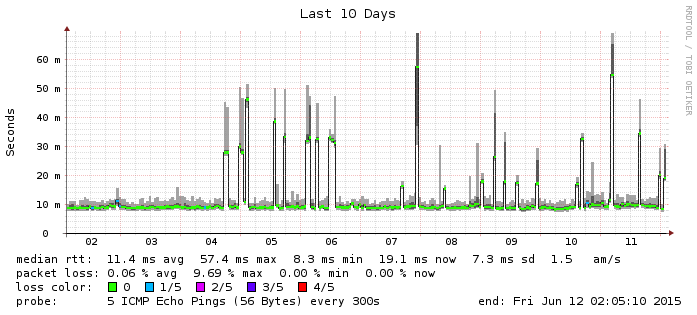 Last 10 Days
RRDTOOL / TOBI OETIKER
Seconds
60 m
50 m
40 m
30 m
20 m
10 m
0
02 03 04 05 06 07 08 09 10 11
median rtt: 11.4 ms avg 57.4 ms max 8.3 ms min 19.1 ms now 7.3 ms sd 1.5 am/s
packet loss: 0.06 % avg 9.69 % max 0.00 % min 0.00 % now
loss color: 0 1/5 2/5 3/5 4/5
probe: 5 ICMP Echo Pings (56 Bytes) every 300s end: Fri Jun 12 02:05:10 2015